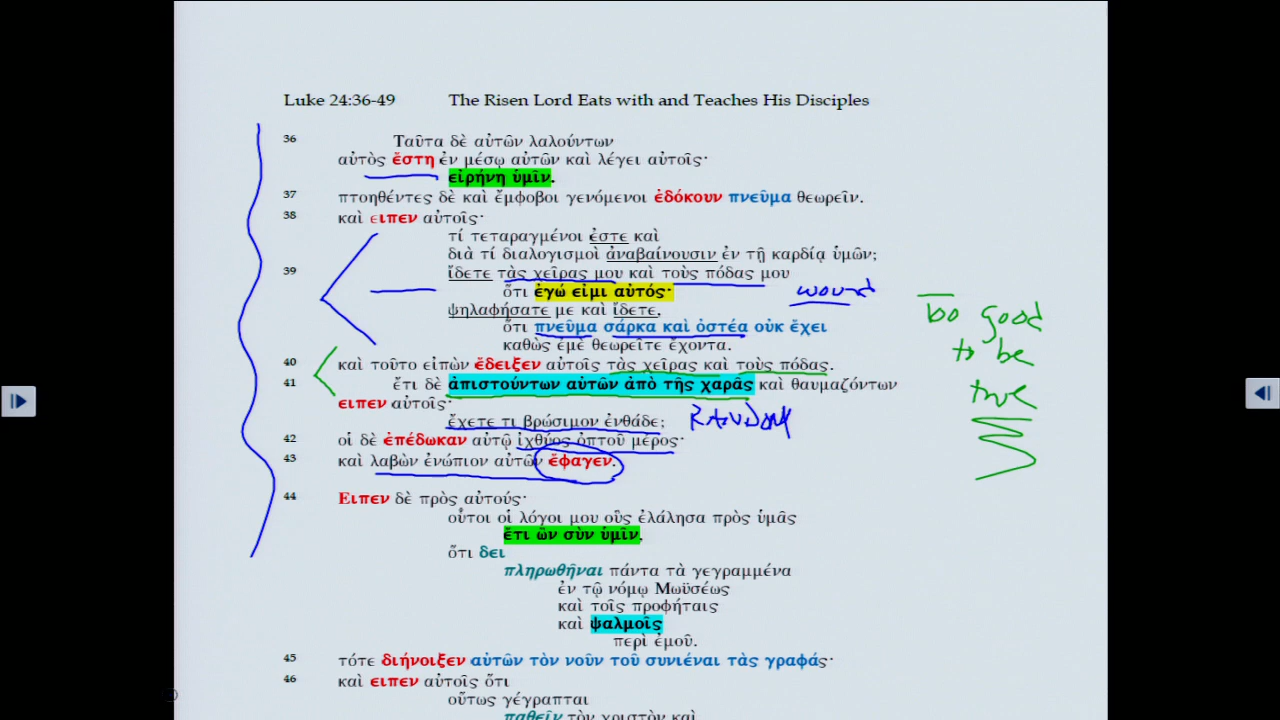 Luke 24:36-49 The Risen Lord Eats with and Teaches His Disciples
36 Ταῦτα δὲ αὐτῶν λαλούντων
αὐτὸς ἔστη ἐν μέσῳ αὐτῶν καὶ λέγει αὐτοῖς·
εἰρήνη ὑμῖν.
37 πτοηθέντες δὲ καὶ ἔμφοβοι γενόμενοι ἐδόκουν πνεῦμα θεωρεῖν.
38 καὶ ειπεν αὐτοῖς·
τί τεταραγμένοι ἐστε καὶ
διὰ τί διαλογισμοὶ ἀναβαίνουσιν ἐν τῇ καρδίᾳ ὑμῶν;
39 ἴδετε τὰς χεῖράς μου καὶ τοὺς πόδας μου
ὅτι ἐγώ εἰμι αὐτός·
wound
ψηλαφήσατέ με καὶ ἴδετε,
ὅτι πνεῦμα σάρκα καὶ ὀστέα οὐκ ἔχει
καθὼς ἐμὲ θεωρεῖτε ἔχοντα.
too good
to be
true
40 καὶ τοῦτο εἰπὼν ἔδειξεν αὐτοῖς τὰς χεῖρας καὶ τοὺς πόδας.
41 ἔτι δὲ ἀπιστούντων αὐτῶν ἀπὸ τῆς χαρᾶς καὶ θαυμαζόντων
ειπεν αὐτοῖς·
ἔχετέ τι βρώσιμον ἐνθάδε;
RANDOM
42 οἱ δὲ ἐπέδωκαν αὐτῷ ἰχθύος ὀπτοῦ μέρος·
43 καὶ λαβὼν ἐνώπιον αὐτῶν ἔφαγεν.
44 Ειπεν δὲ πρὸς αὐτούς·
οὗτοι οἱ λόγοι μου οὓς ἐλάλησα πρὸς ὑμᾶς
ἔτι ὢν σὺν ὑμῖν,
ὅτι δει
πληρωθῆναι πάντα τὰ γεγραμμένα
ἐν τῷ νόμῳ Μωϋσέως
καὶ τοῖς προφήταις
καὶ ψαλμοῖς
περὶ ἐμοῦ.
45 τότε διήνοιξεν αὐτῶν τὸν νοῦν τοῦ συνιέναι τὰς γραφάς·
46 καὶ ειπεν αὐτοῖς ὅτι
οὕτως γέγραπται
παθεῖν τὸν χριστὸν καὶ